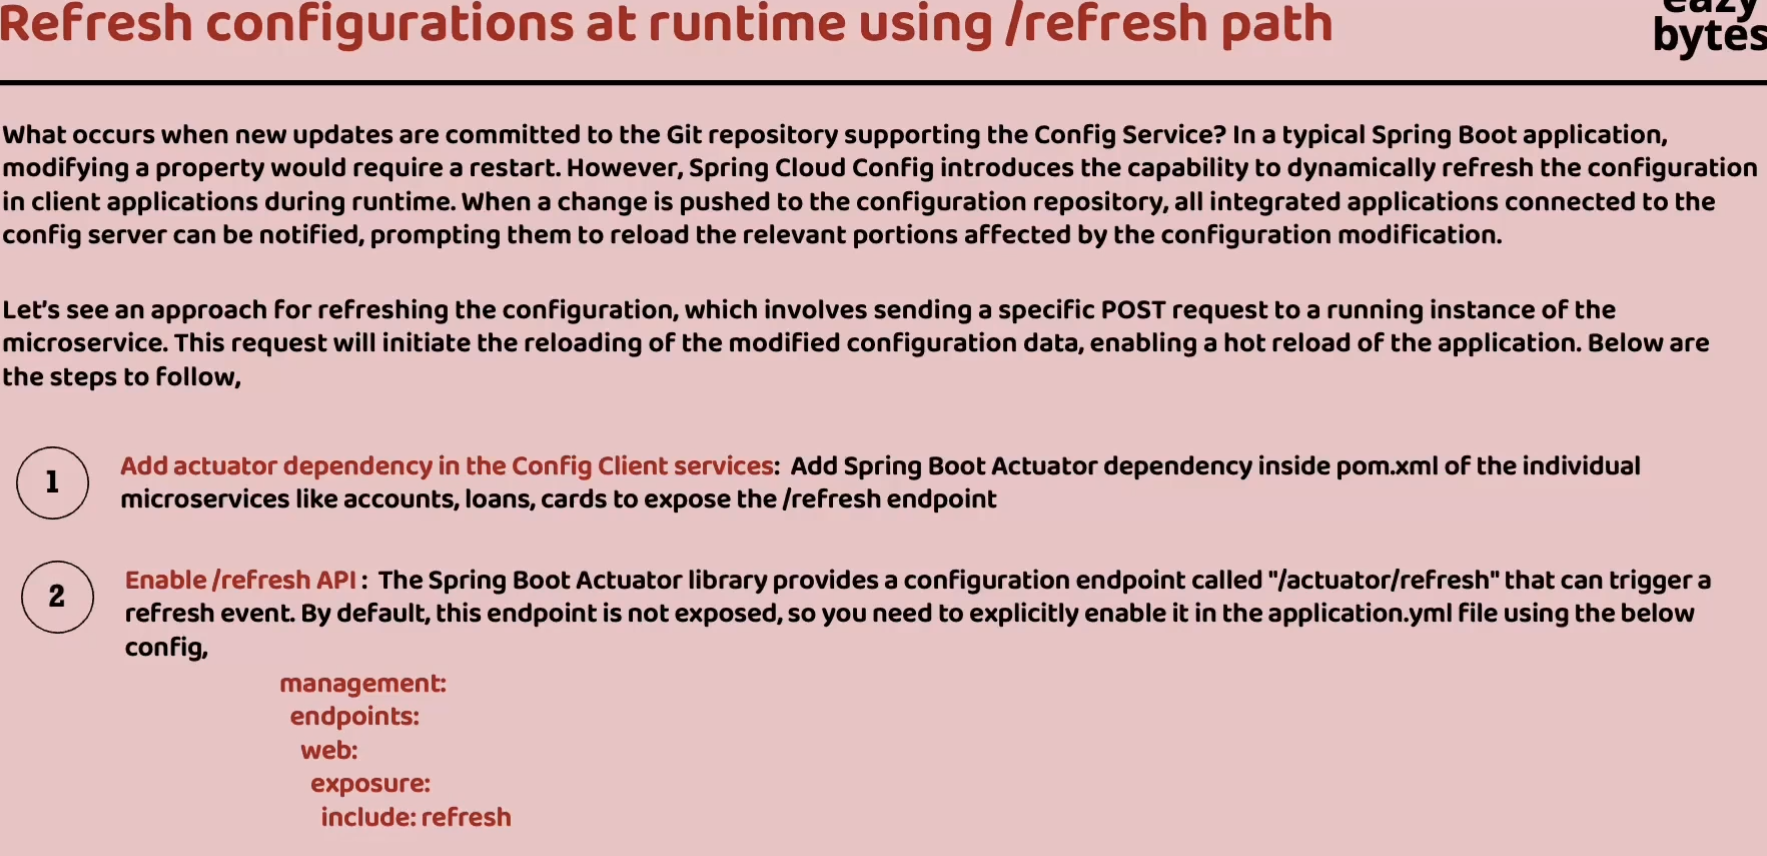 Refresh configurations at runtime using /refresh path
eazy
bytes
What occurs when new updates are committed to the Git repository supporting the Config Service? In a typical Spring Boot application,
modifying a property would require a restart. However, Spring Cloud Config introduces the capability to dynamically refresh the configuration
in client applications during runtime. When a change is pushed to the configuration repository, all integrated applications connected to the
config server can be notified, prompting them to reload the relevant portions affected by the configuration modification.
Let's see an approach for refreshing the configuration, which involves sending a specific POST request to a running instance of the
microservice. This request will initiate the reloading of the modified configuration data, enabling a hot reload of the application. Below are
the steps to follow,
1
Add actuator dependency in the Config Client services: Add Spring Boot Actuator dependency inside pom.xml of the individual
microservices like accounts, loans, cards to expose the /refresh endpoint
2
Enable /refresh API : The Spring Boot Actuator library provides a configuration endpoint called "/actuator/refresh" that can trigger a
refresh event. By default, this endpoint is not exposed, so you need to explicitly enable it in the application.yml file using the below
config,
management:
endpoints:
web:
exposure:
include: refresh